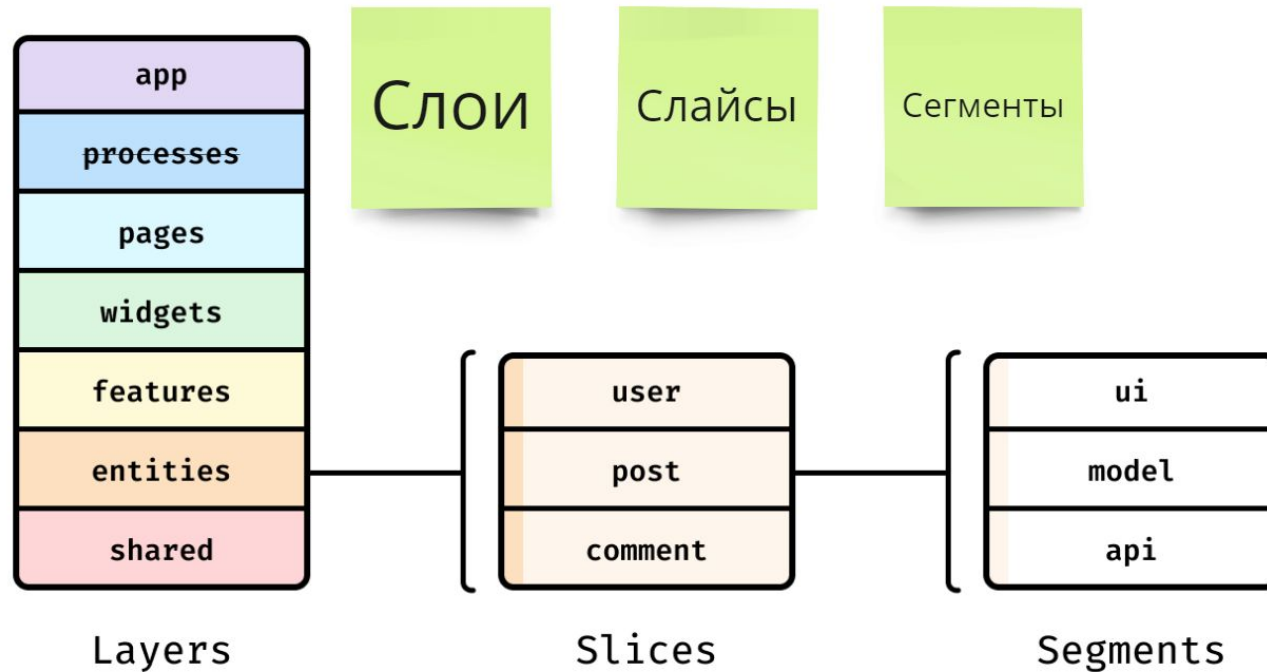 Слои
Слайсы
Сегменты
app
processes
pages
widgets
features
entities
shared
user
post
comment
ui
model
api
Layers
Slices
Segments